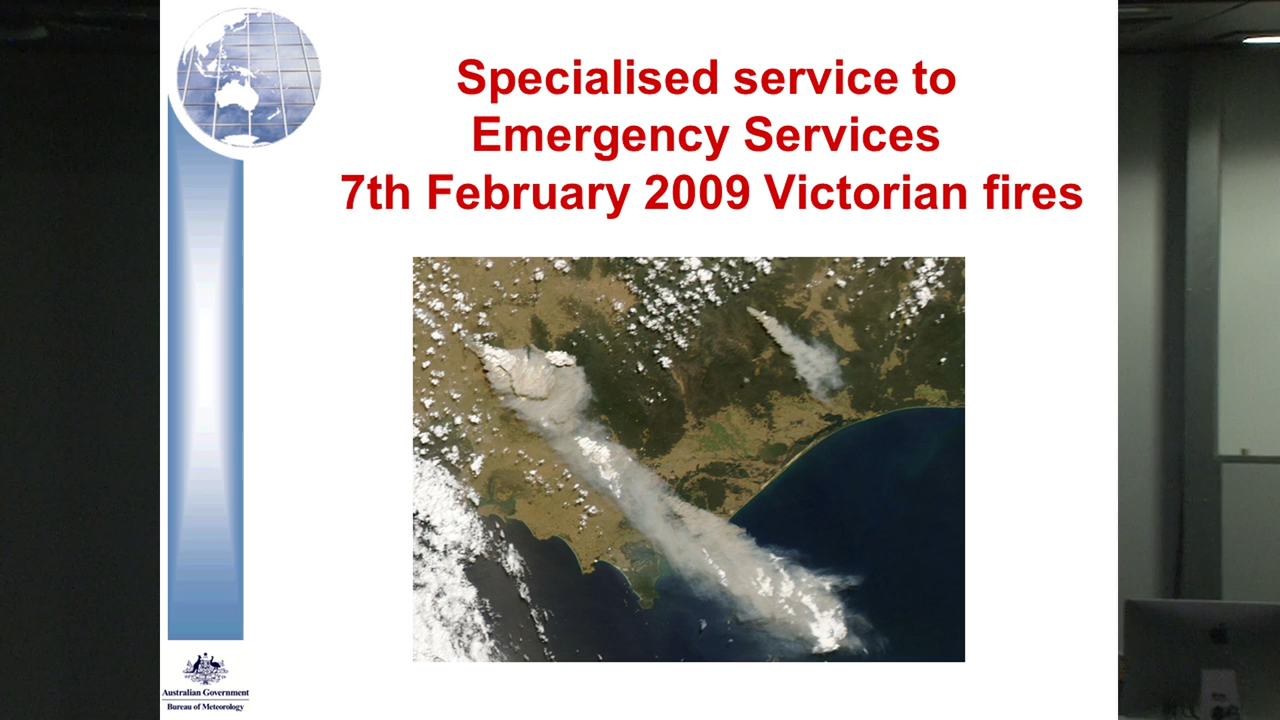 Specialised service to
Emergency Services
7th February 2009 Victorian fires
Australian Government
Bureau of Meteorology